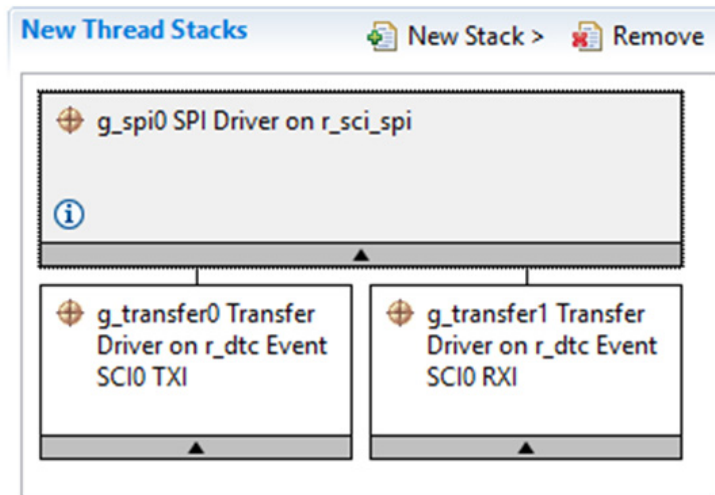 New Thread Stacks New Stack > Remove
g_spi0 SPI Driver on r_sci_spi
g_transfer0 Transfer
Driver on r_dtc Event
SCI0 TXI
g_transfer1 Transfer
Driver on r_dtc Event
SCI0 RXI